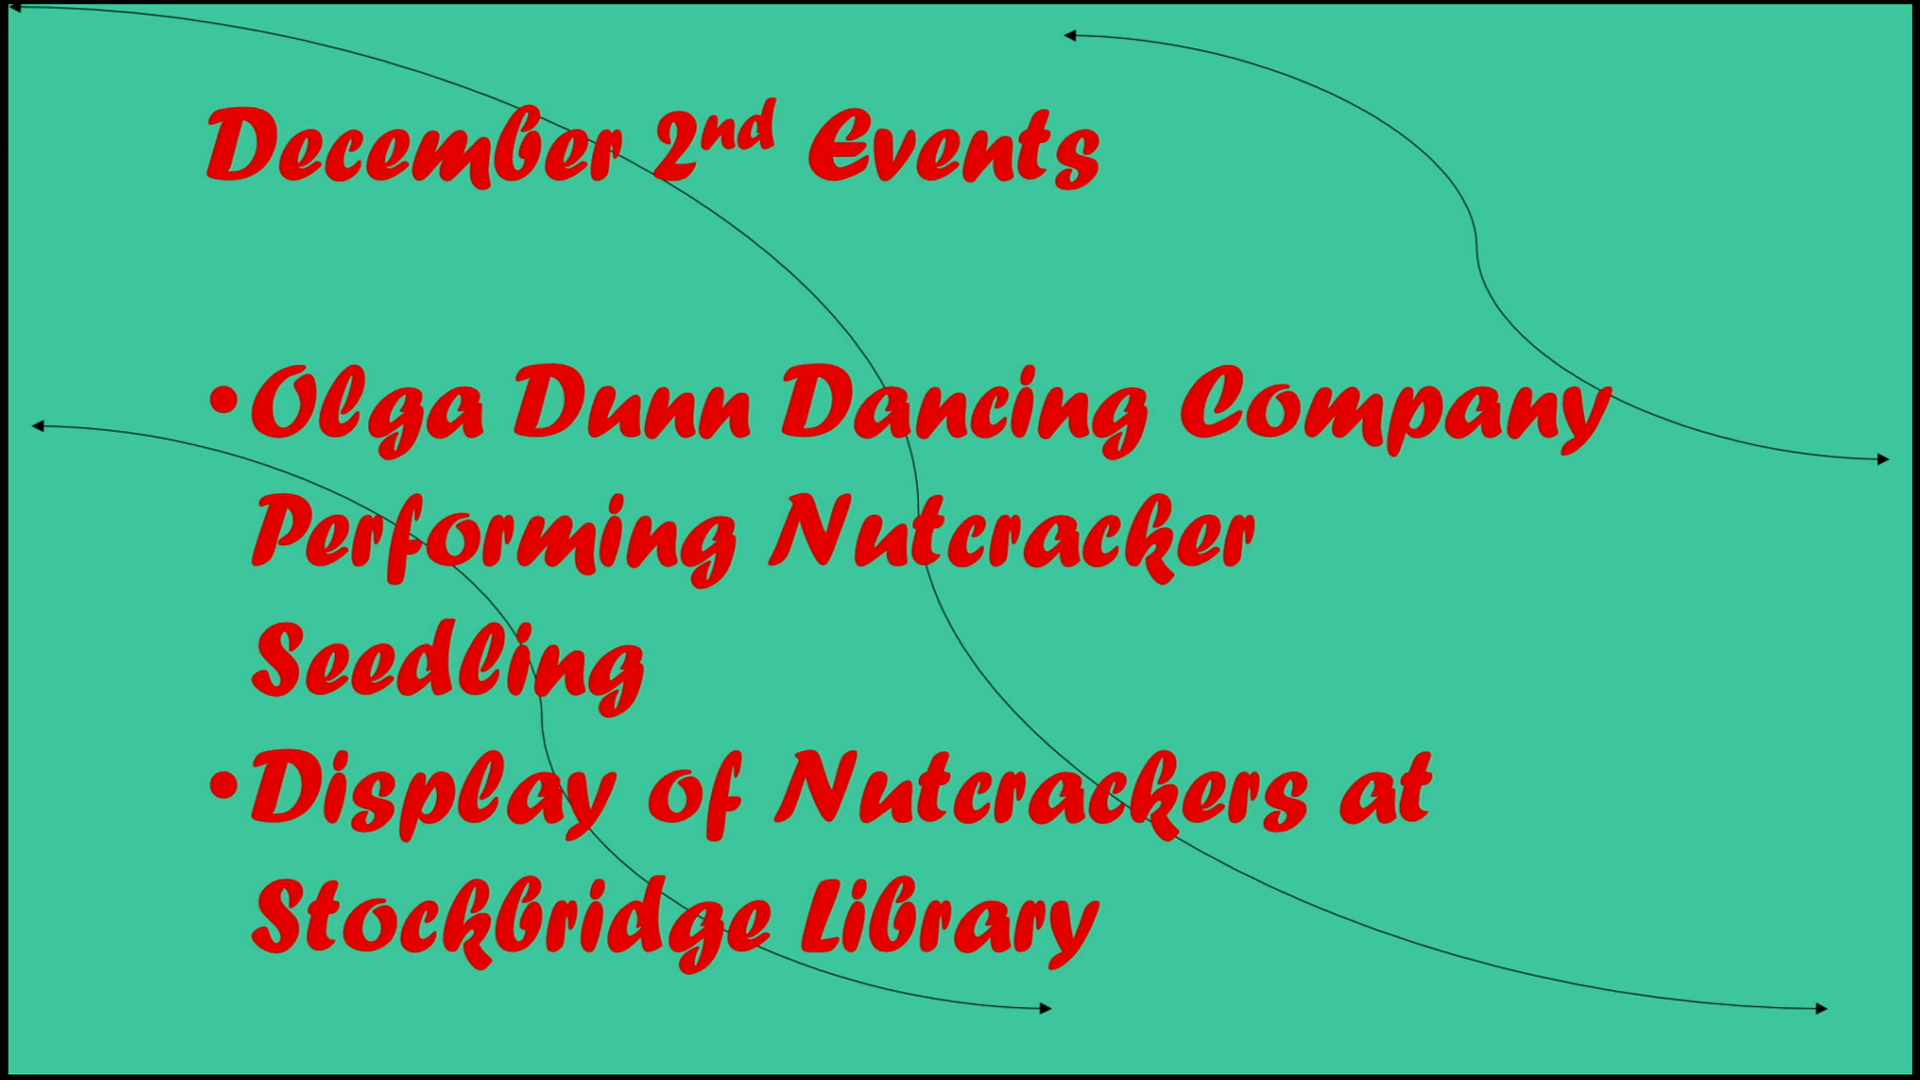 December 2nd Events
•Olga Dunn Dancing Company
Performing Nutcracker
Seedling
•Display of Nutcrackers at
Stockbridge Library